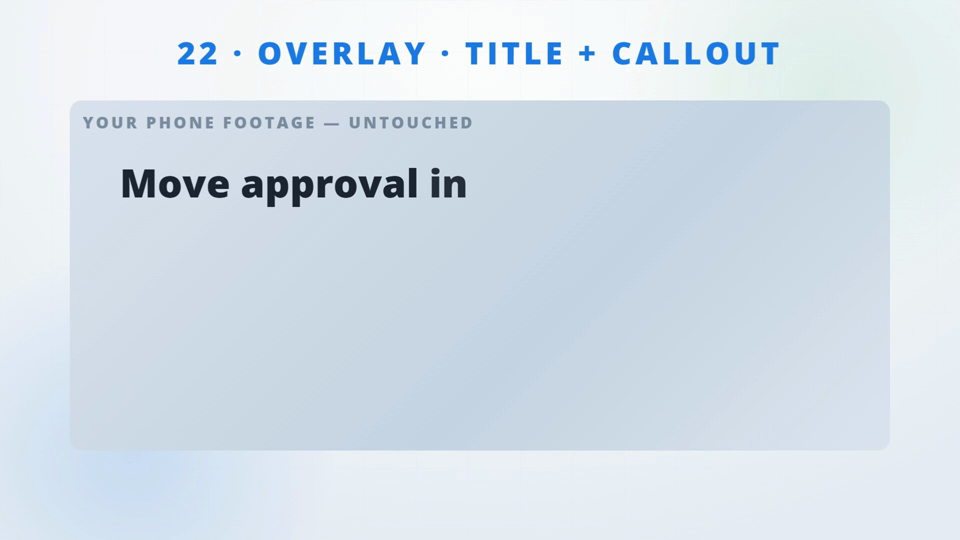 22 · OVERLAY · TITLE + CALLOUT
YOUR PHONE FOOTAGE — UNTOUCHED
Move approval in